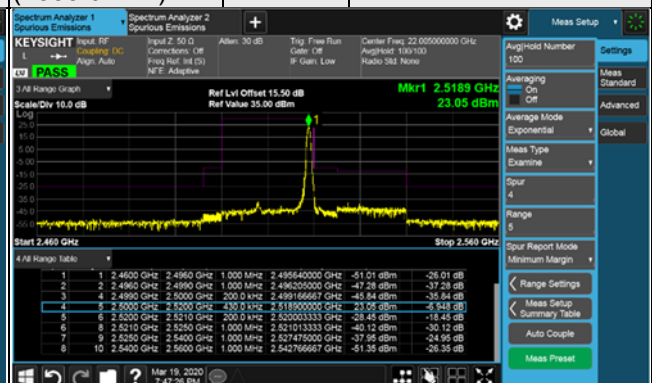 Spectrum Analyzer 1
Spurious Emissions
Spectrum Analyzer 2
Spurious Emissions
+
Meas Setup
KEYSIGHT
L
LW
PASS
Input: RF
Coupling: DC
Align: Auto
Input Z: 50 Ω
Corrections: Off
Freq Ref: Int (S)
NFE: Adaptive
Atten: 30 dB
Trig: Free Run
Gate: Off
IF Gain: Low
Center Freq: 22.005000000 GHz
Avg|Hold: 100/100
Radio Std: None
3 All Range Graph
Scale/Div 10.0 dB
Ref Lvl Offset 15.50 dB
Ref Value 35.00 dBm
Mkr1 2.5189 GHz
23.05 dBm
Log
25.0
15.0
5.00
-5.00
-15.0
-25.0
-35.0
-45.0
1
Start 2.460 GHz
Stop 2.560 GHz
4 All Range Table
1 1 2.4600 GHz 2.4960 GHz 1.000 MHz 2.495640000 GHz -51.01 dBm -26.01 dB
2 2 2.4960 GHz 2.4990 GHz 1.000 MHz 2.496205000 GHz -47.28 dBm -37.28 dB
3 4 2.4990 GHz 2.5000 GHz 200.0 kHz 2.499166667 GHz -45.84 dBm -35.84 dB
4 5 2.5000 GHz 2.5200 GHz 430.0 kHz 2.518900000 GHz 23.05 dBm -6.948 dB
5 6 2.5200 GHz 2.5210 GHz 200.0 kHz 2.520003333 GHz -28.45 dBm -18.45 dB
6 8 2.5210 GHz 2.5250 GHz 1.000 MHz 2.521013333 GHz -40.12 dBm -30.12 dB
7 9 2.5250 GHz 2.5400 GHz 1.000 MHz 2.527475000 GHz -37.95 dBm -24.95 dB
8 10 2.5400 GHz 2.5600 GHz 1.000 MHz 2.542766667 GHz -51.35 dBm -26.35 dB
Avg|Hold Number
100
Averaging
On
Off
Average Mode
Exponential
Meas Type
Examine
Spur
4
Range
5
Spur Report Mode
Minimum Margin
Range Settings
Meas Setup
Summary Table
Auto Couple
Meas Preset
Settings
Meas
Standard
Advanced
Global
?
Mar 19, 2020
7:47:26 PM